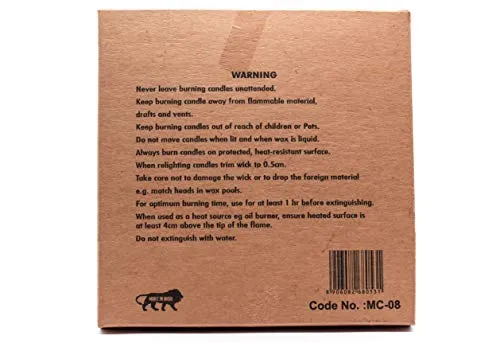 WARNING
Never leave burning candles unattended.
Keep burning candle away from flammable material,
drafts and vents.
Keep burning candles out of reach of children or Pets.
Do not move candles when lit and when wax is liquid.
Always burn candles on protected, heat-resistant surface.
When relighting candles trim wick to 0.5cm.
Take care not to damage the wick or to drop the foreign material
e.g. match heads in wax pools.
For optimum burning time, use for at least 1 hr before extinguishing.
When used as a heat source eg oil burner, ensure heated surface is
at least 4cm above the tip of the flame.
Do not extinguish with water.
MAKE IN INDIA
Code No. :MC-08